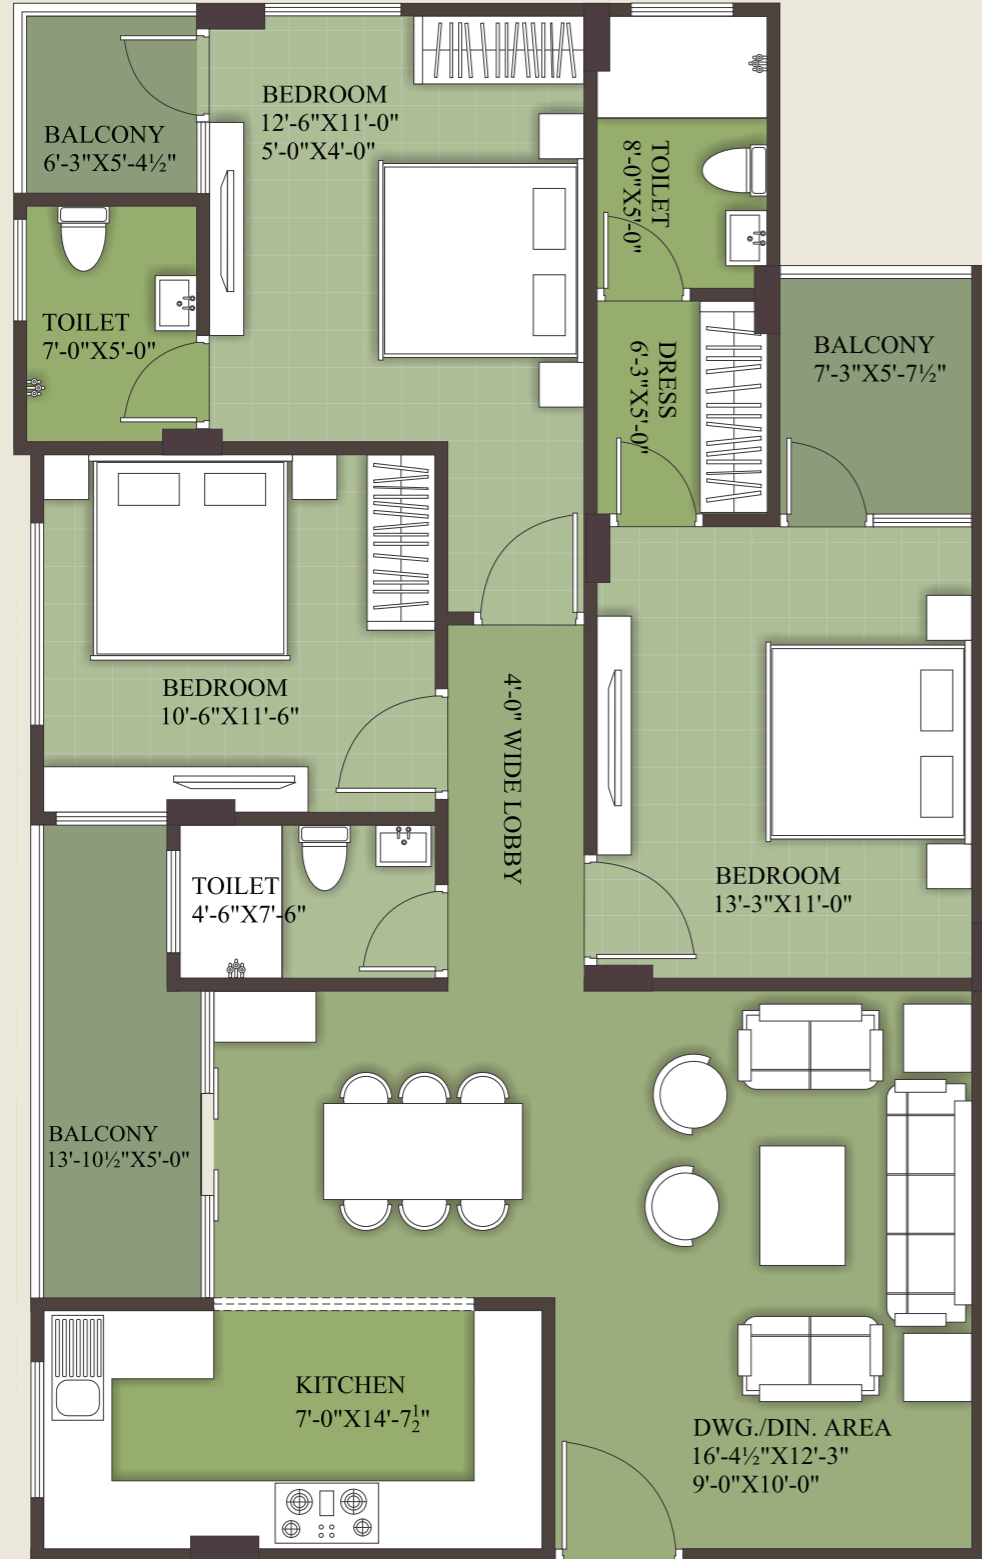 BEDROOM
12'-6"X11'-0"
5'-0"X4'-0"
BALCONY
6'-3"X5'-4½"
TOILET
8'-0"X5'-0"
TOILET
7'-0"X5'-0"
DRESS
6'-3"X5'-0"
BALCONY
7'-3"X5'-7½"
BEDROOM
10'-6"X11'-6"
4'-0" WIDE LOBBY
TOILET
4'-6"X7'-6"
BEDROOM
13'-3"X11'-0"
BALCONY
13'-10½"X5'-0"
KITCHEN
7'-0"X14'-7½"
DWG./DIN. AREA
16'-4½"X12'-3"
9'-0"X10'-0"